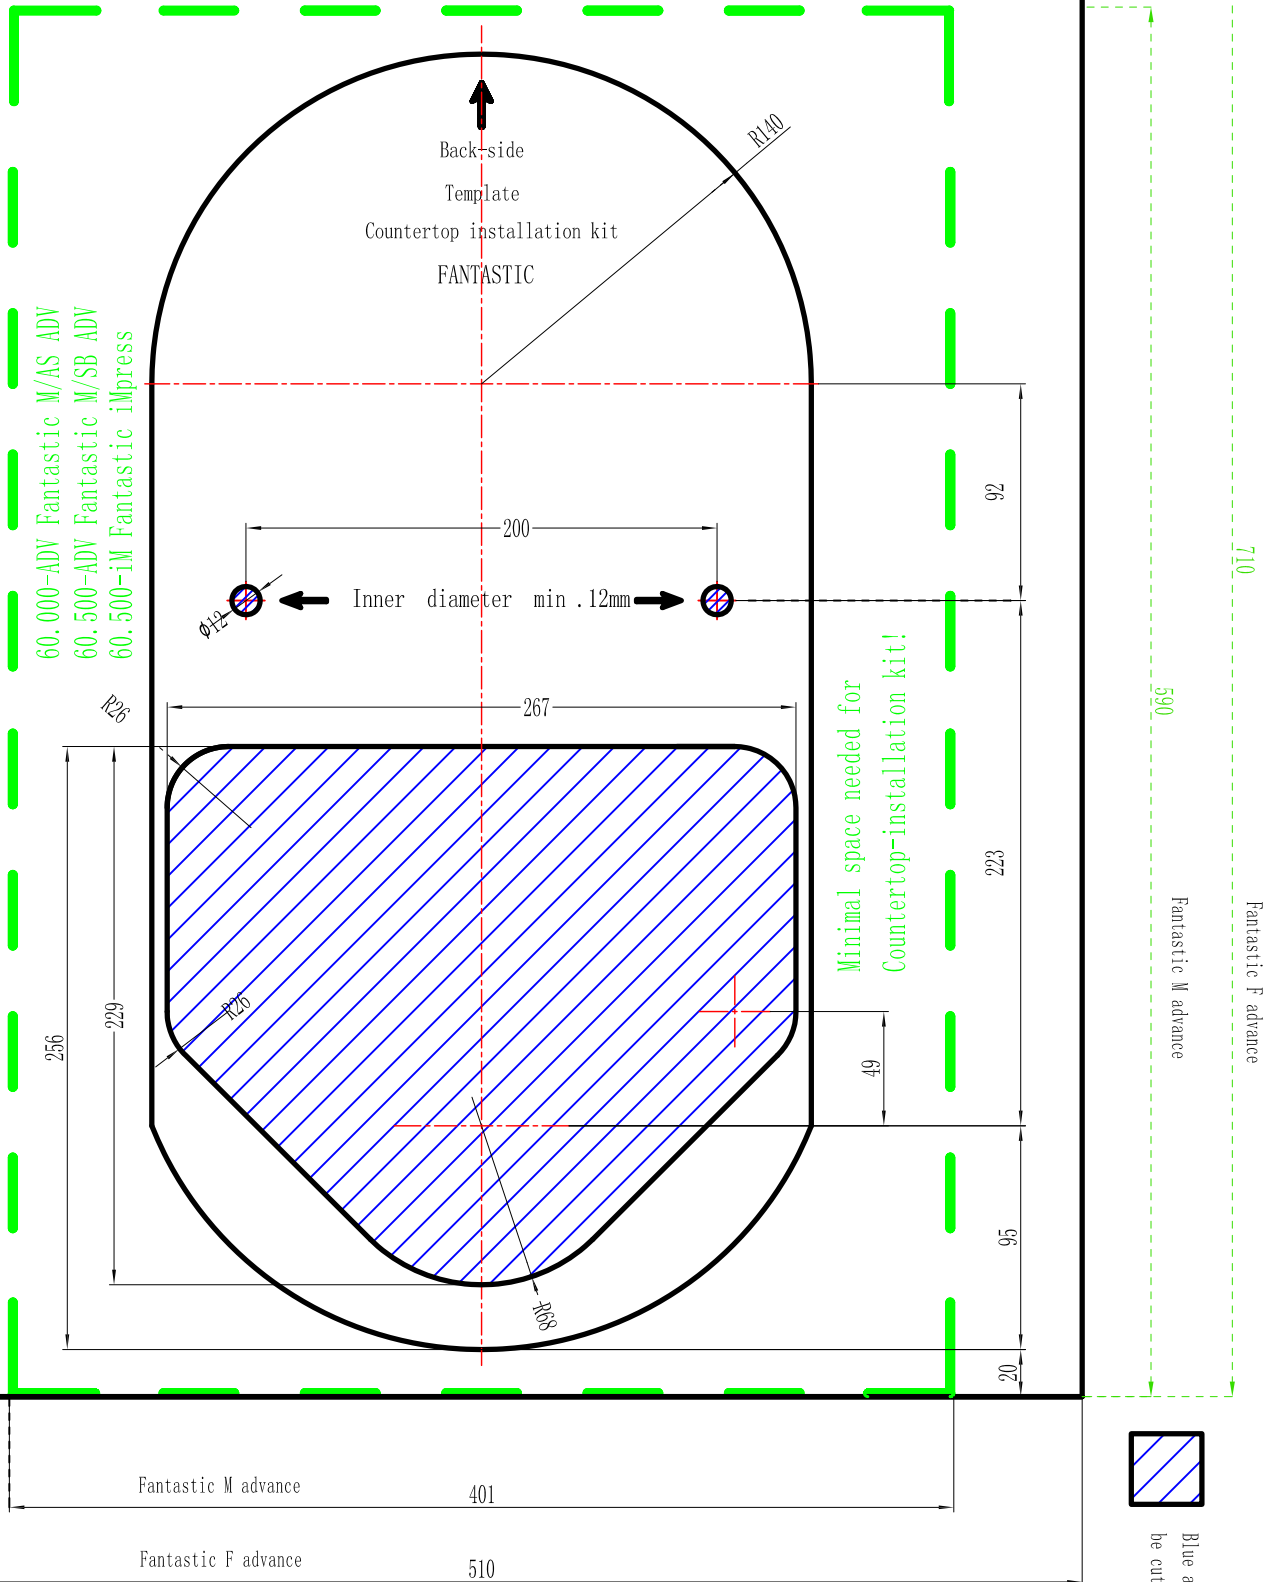 R140
Back-side
Template
Countertop installation kit
FANTASTIC
60.000-ADV Fantastic M/AS ADV
60.500-ADV Fantastic M/SB ADV
60.500-iM Fantastic iMpress
92
200
710
Inner diameter min .12mm
Φ12
590
R26
267
Minimal space needed for
Countertop-installation kit!
223
Fantastic M advance
Fantastic F advance
R26
229
256
49
95
R68
20
Fantastic M advance
401
Fantastic F advance
510
Blue a
be cut